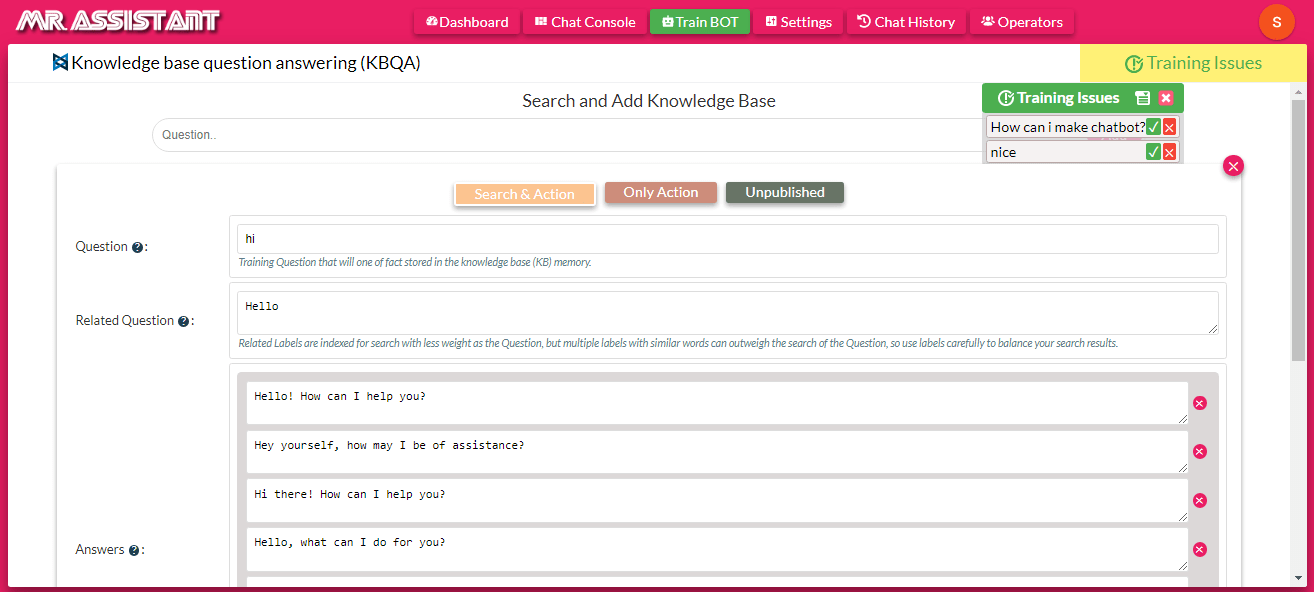 MR. ASSISTANT
Dashboard
Chat Console
Train BOT
Settings
Chat History
Operators
S
Knowledge base question answering (KBQA)
Training Issues
Search and Add Knowledge Base
Training Issues
Question..
How can i make chatbot?
nice
Search & Action
Only Action
Unpublished
Question ?:
hi
Training Question that will one of fact stored in the knowledge base (KB) memory.
Related Question ?:
Hello
Related Labels are indexed for search with less weight as the Question, but multiple labels with similar words can outweigh the search of the Question, so use labels carefully to balance your search results.
Answers ?:
Hello! How can I help you?
Hey yourself, how may I be of assistance?
Hi there! How can I help you?
Hello, what can I do for you?